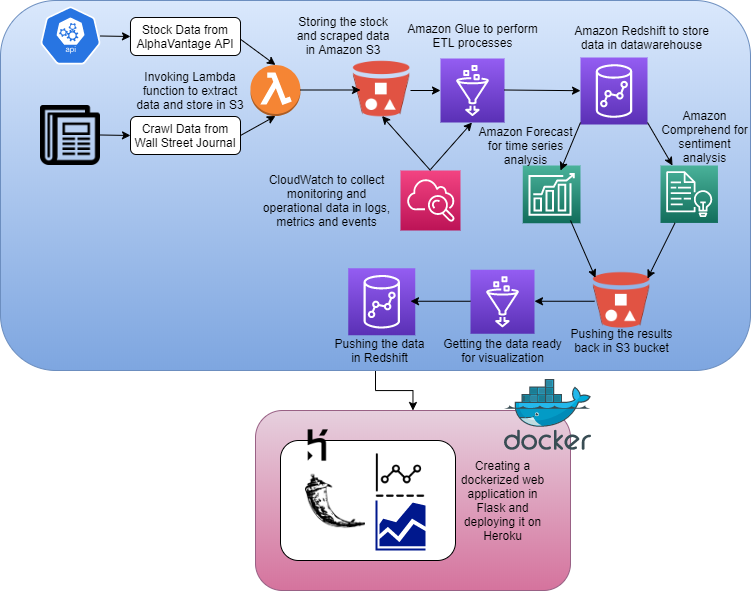 api
Stock Data from
AlphaVantage API
Invoking Lambda
function to extract
data and store in S3
Crawl Data from
Wall Street Journal
Storing the stock
and scraped data
in Amazon S3
Amazon Glue to perform
ETL processes
Amazon Redshift to store
data in datawarehouse
CloudWatch to collect
monitoring and
operational data in logs,
metrics and events
Amazon Forecast
for time series
analysis
Amazon
Comprehend for
sentiment
analysis
Pushing the data
in Redshift
Getting the data ready
for visualization
Pushing the results
back in S3 bucket
docker
Creating a
dockerized web
application in
Flask and
deploying it on
Heroku